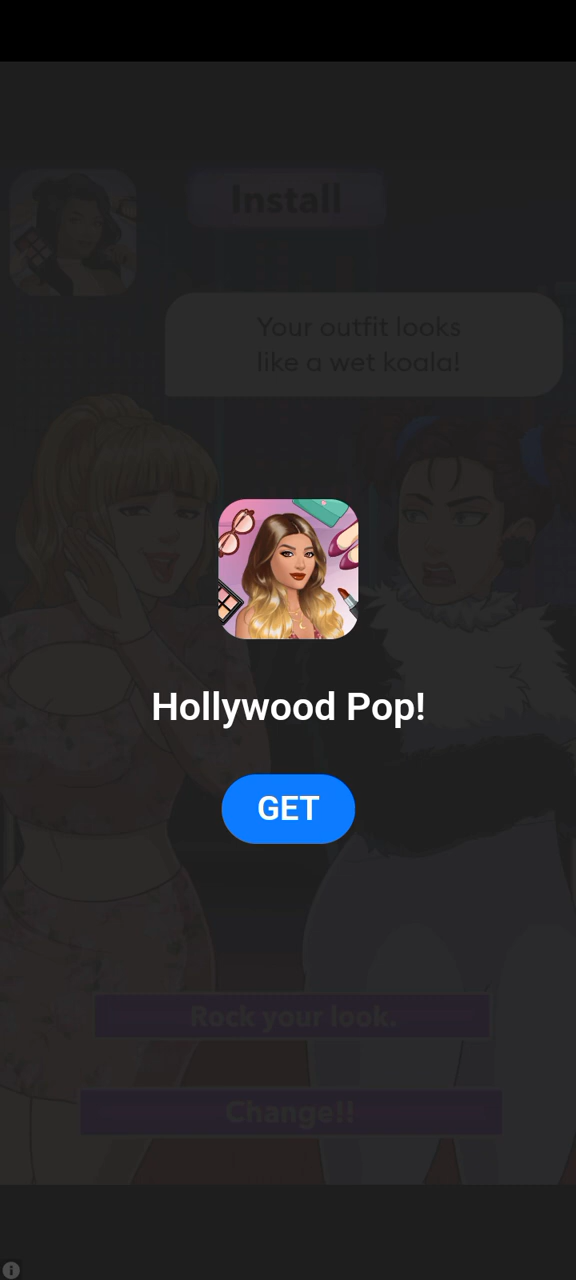 Install
Your outfit looks
like a wet koala!
Hollywood Pop!
GET
Rock your look.
Change!!